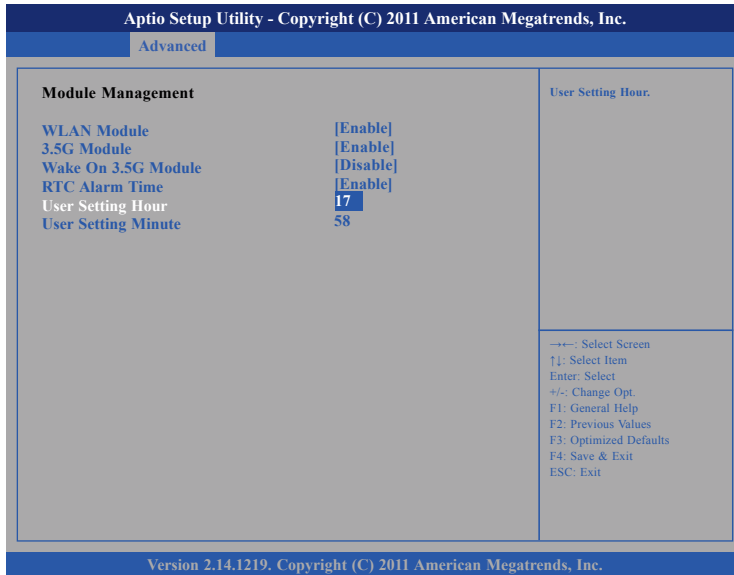 Aptio Setup Utility - Copyright (C) 2011 American Megatrends, Inc.
Advanced
Module Management
WLAN Module [Enable]
3.5G Module [Enable]
Wake On 3.5G Module [Disable]
RTC Alarm Time [Enable]
User Setting Hour 17
User Setting Minute 58
User Setting Hour.
→←: Select Screen
↑↓: Select Item
Enter: Select
+/-: Change Opt.
F1: General Help
F2: Previous Values
F3: Optimized Defaults
F4: Save & Exit
ESC: Exit
Version 2.14.1219. Copyright (C) 2011 American Megatrends, Inc.